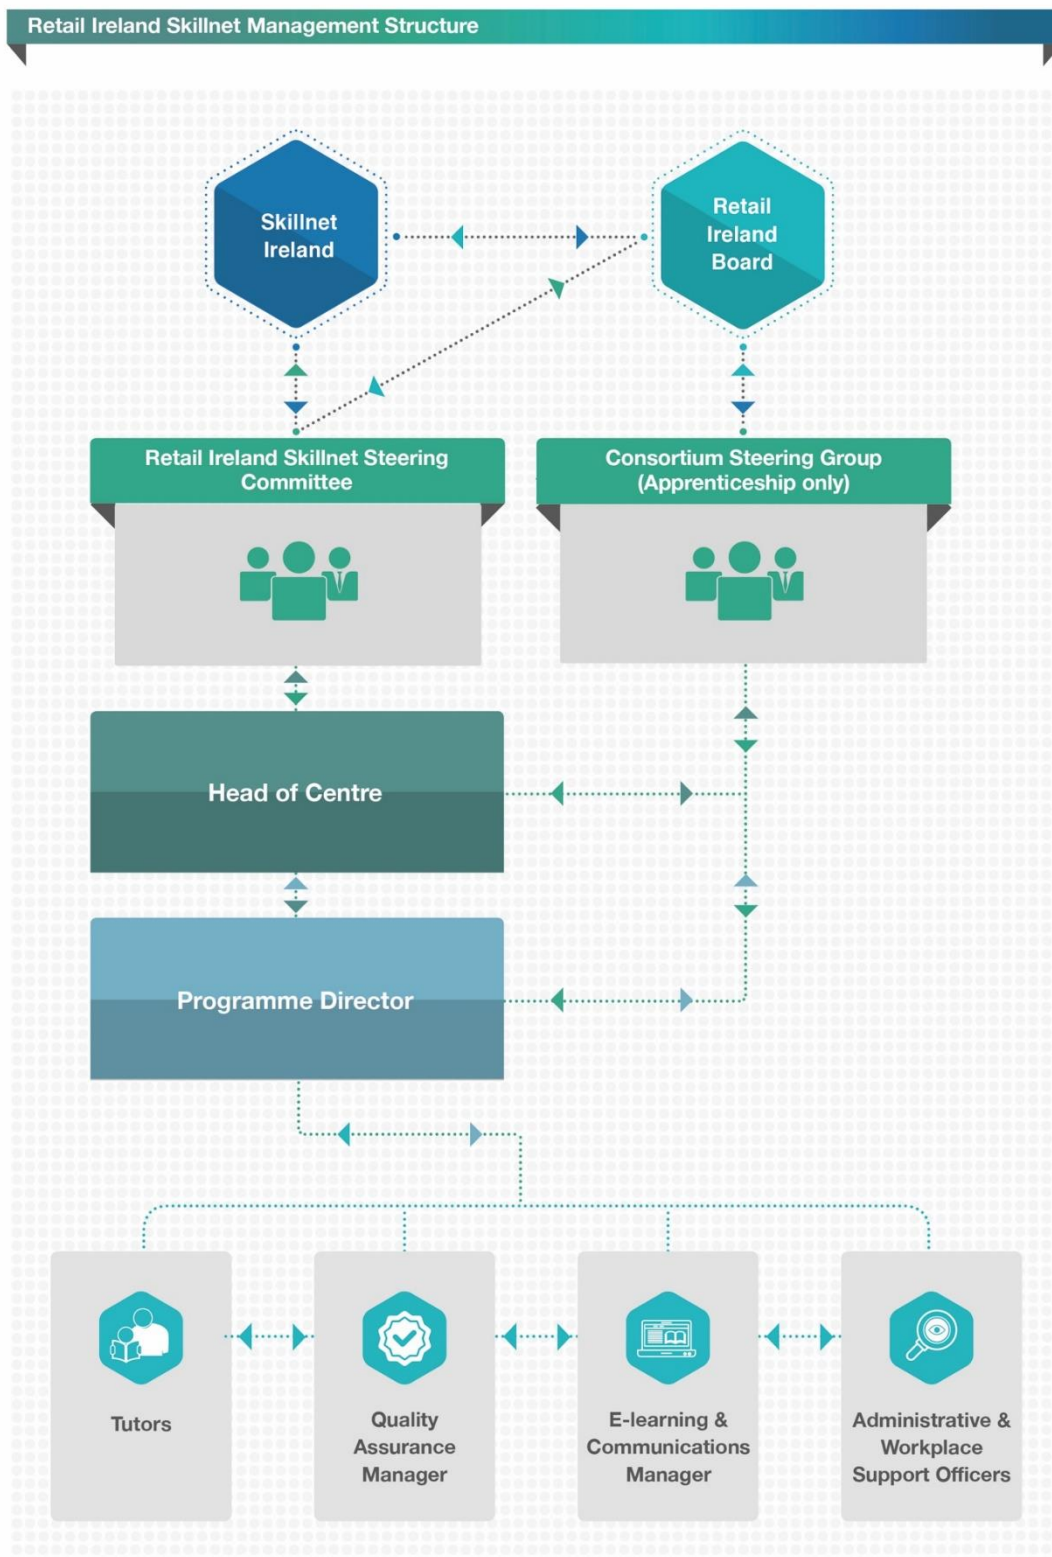 Retail Ireland Skillnet Management Structure
Skillnet
Ireland
Retail
Ireland
Board
Retail Ireland Skillnet Steering
Committee
Consortium Steering Group
(Apprenticeship only)
Head of Centre
Programme Director
Tutors
Quality
Assurance
Manager
E-learning &
Communications
Manager
Administrative &
Workplace
Support Officers